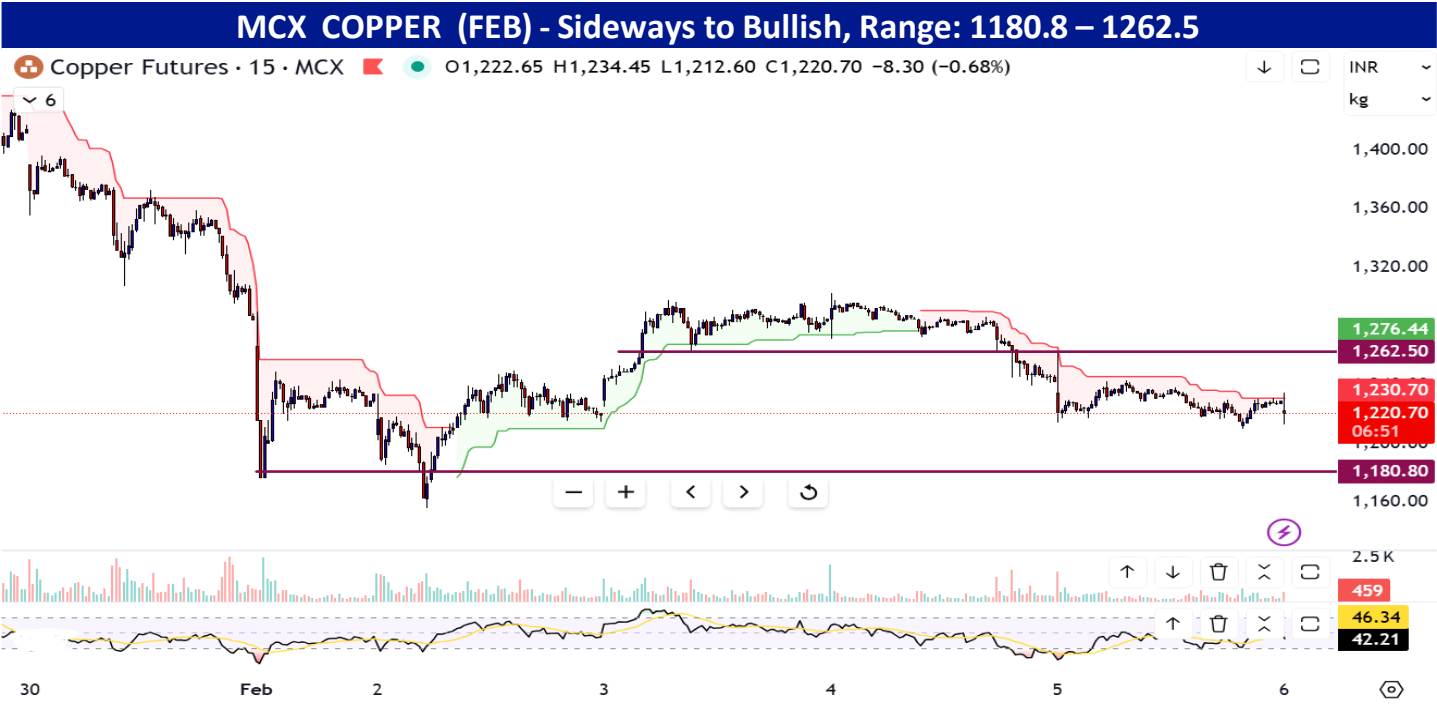 MCX COPPER (FEB) - Sideways to Bullish, Range: 1180.8 – 1262.5
Copper Futures · 15 · MCX O1,222.65 H1,234.45 L1,212.60 C1,220.70 −8.30 (−0.68%)
INR
kg
6
1,400.00
1,360.00
1,320.00
1,276.44
1,262.50
1,230.70
1,220.70
06:51
1,180.80
1,160.00
2.5 K
459
46.34
42.21
30 Feb 2 3 4 5 6